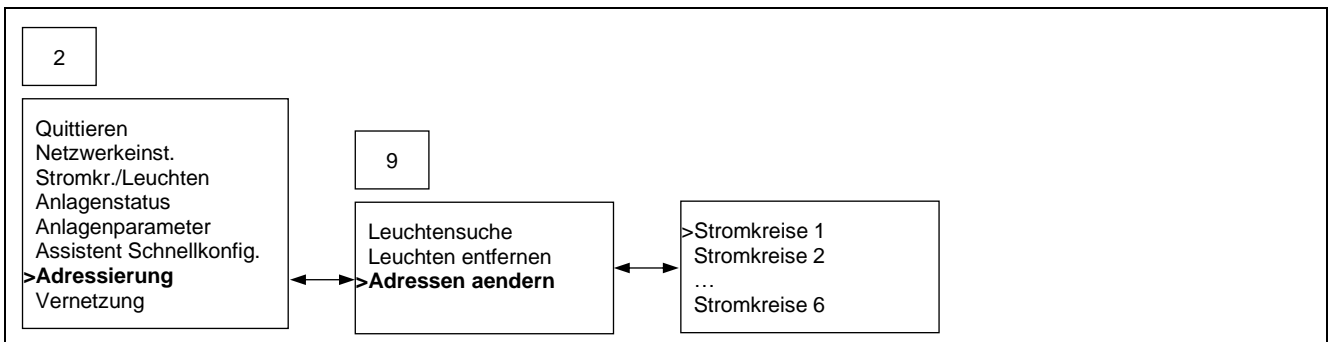 2
Quittieren
Netzwerkeinst.
Stromkr./Leuchten
Anlagenstatus
Anlagenparameter
Assistent Schnellkonfig.
>Adressierung
Vernetzung
9
Leuchtensuche
Leuchten entfernen
>Adressen aendern
>Stromkreise 1
Stromkreise 2
…
Stromkreise 6